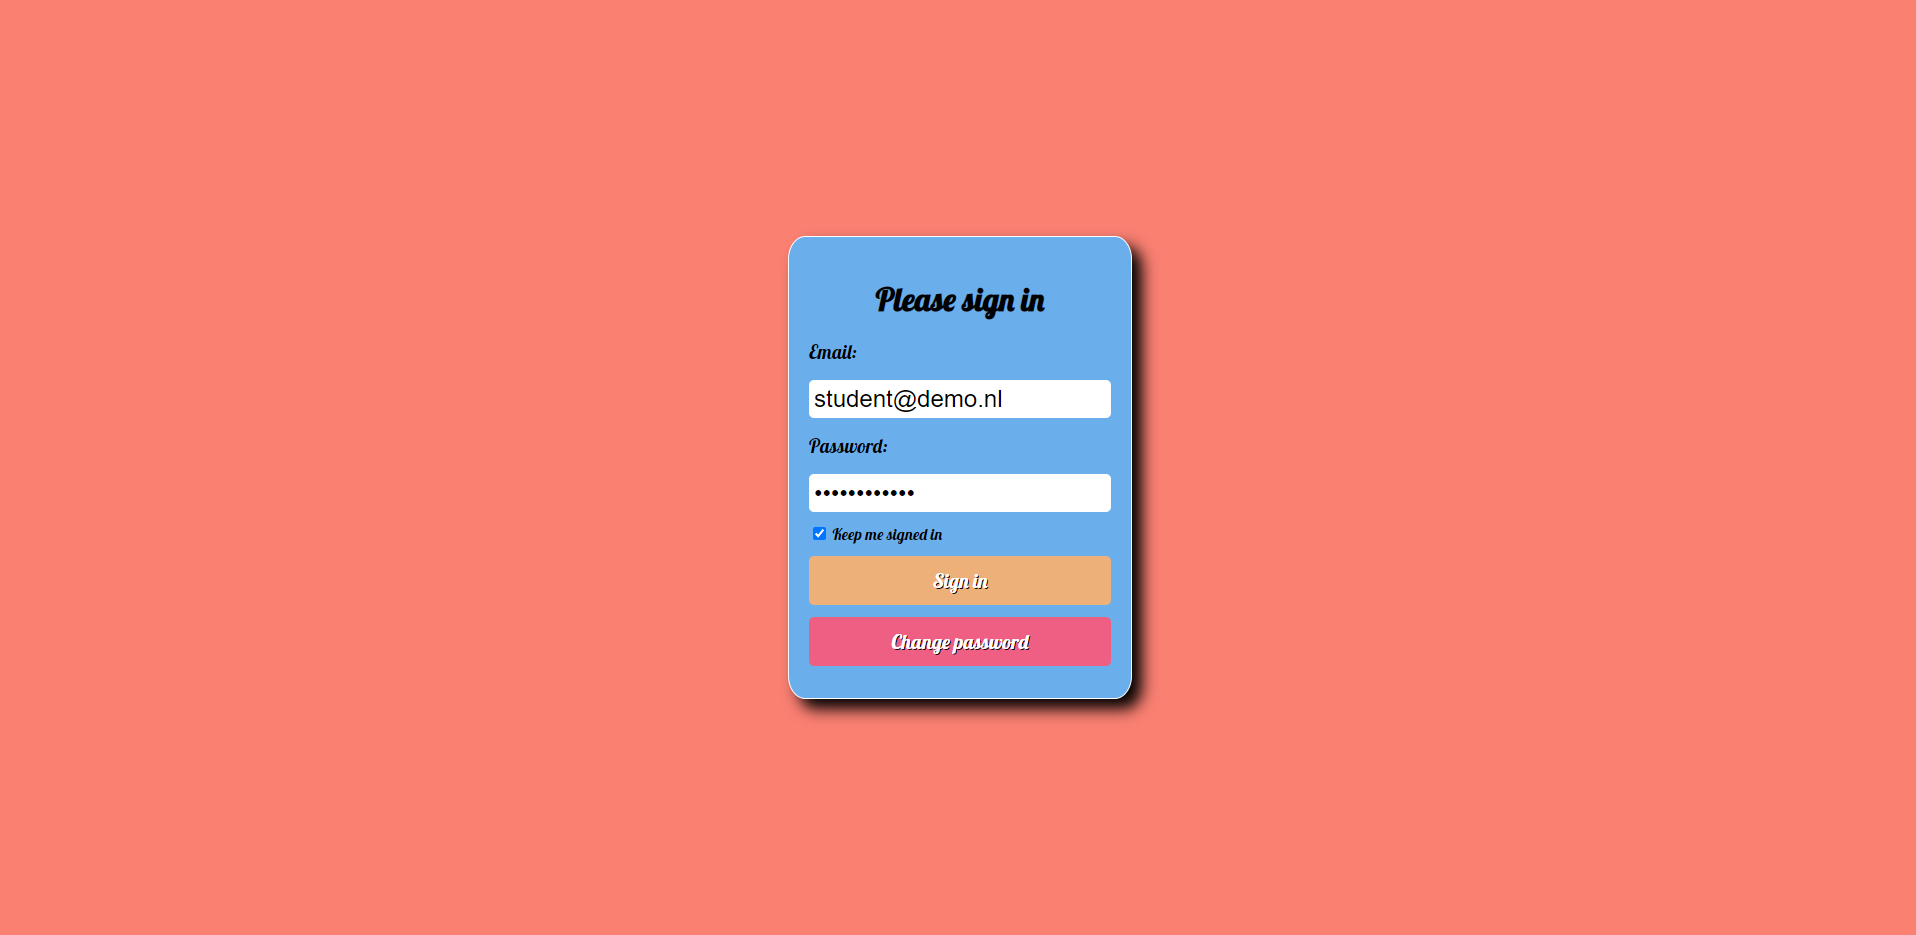 Please sign in
Email:
student@demo.nl
Password:
••••••••••••
Keep me signed in
Sign in
Change password